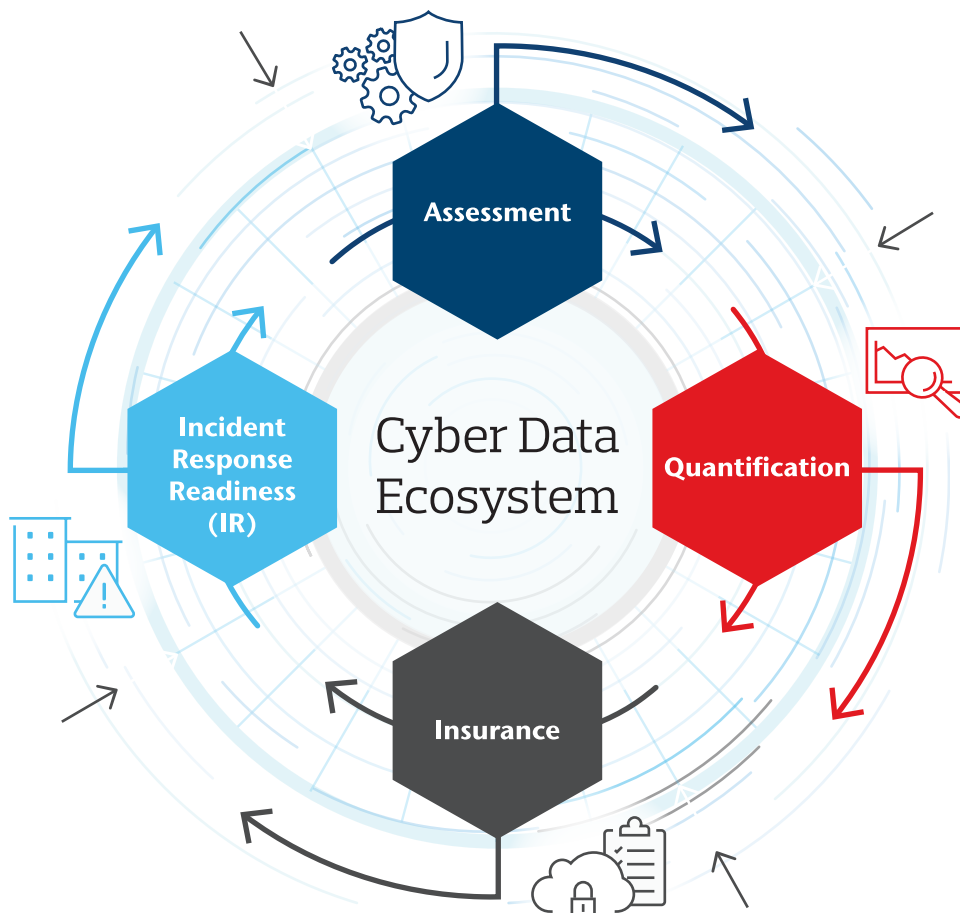 Assessment
Cyber Data
Ecosystem
Quantification
Incident
Response
Readiness
(IR)
Insurance